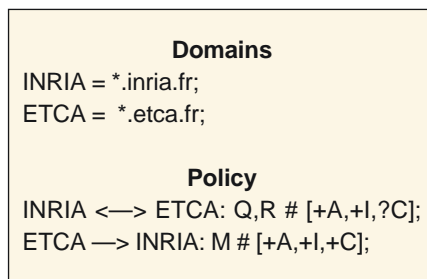 Domains
INRIA = *.inria.fr;
ETCA = *.etca.fr;
Policy
INRIA <—> ETCA: Q,R # [+A,+I,?C];
ETCA —> INRIA: M # [+A,+I,+C];